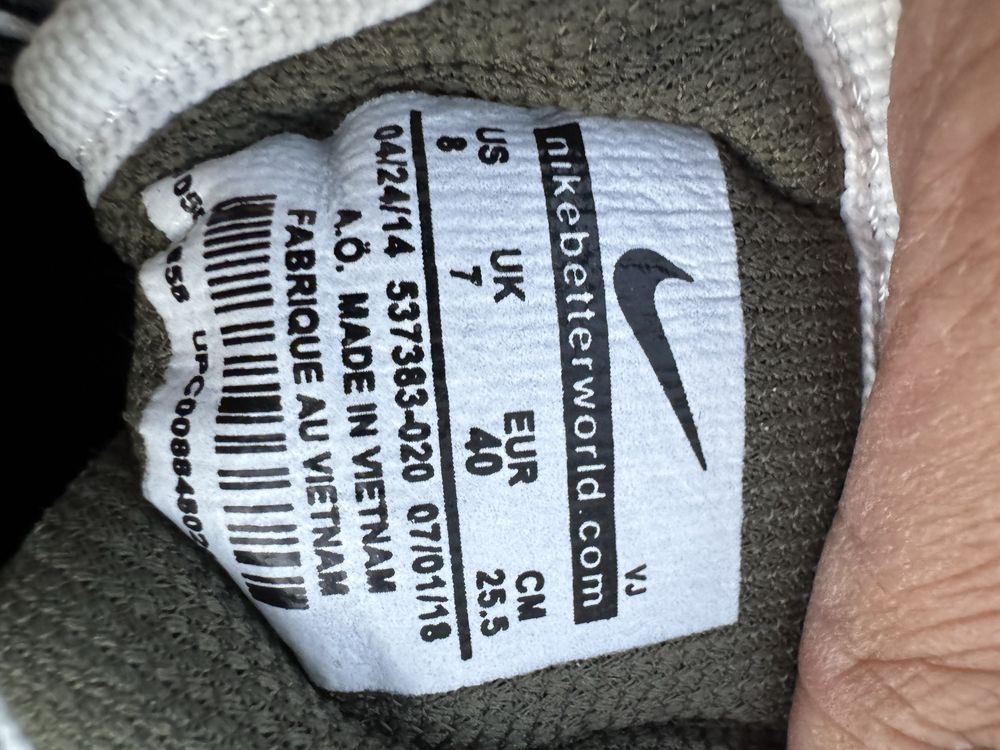 VJ
nikebetterworld.com
US UK EUR CM
8 7 40 25.5
04/24/14 537383-020 07/01/18
A.O. MADE IN VIETNAM
FABRIQUE AU VIETNAM